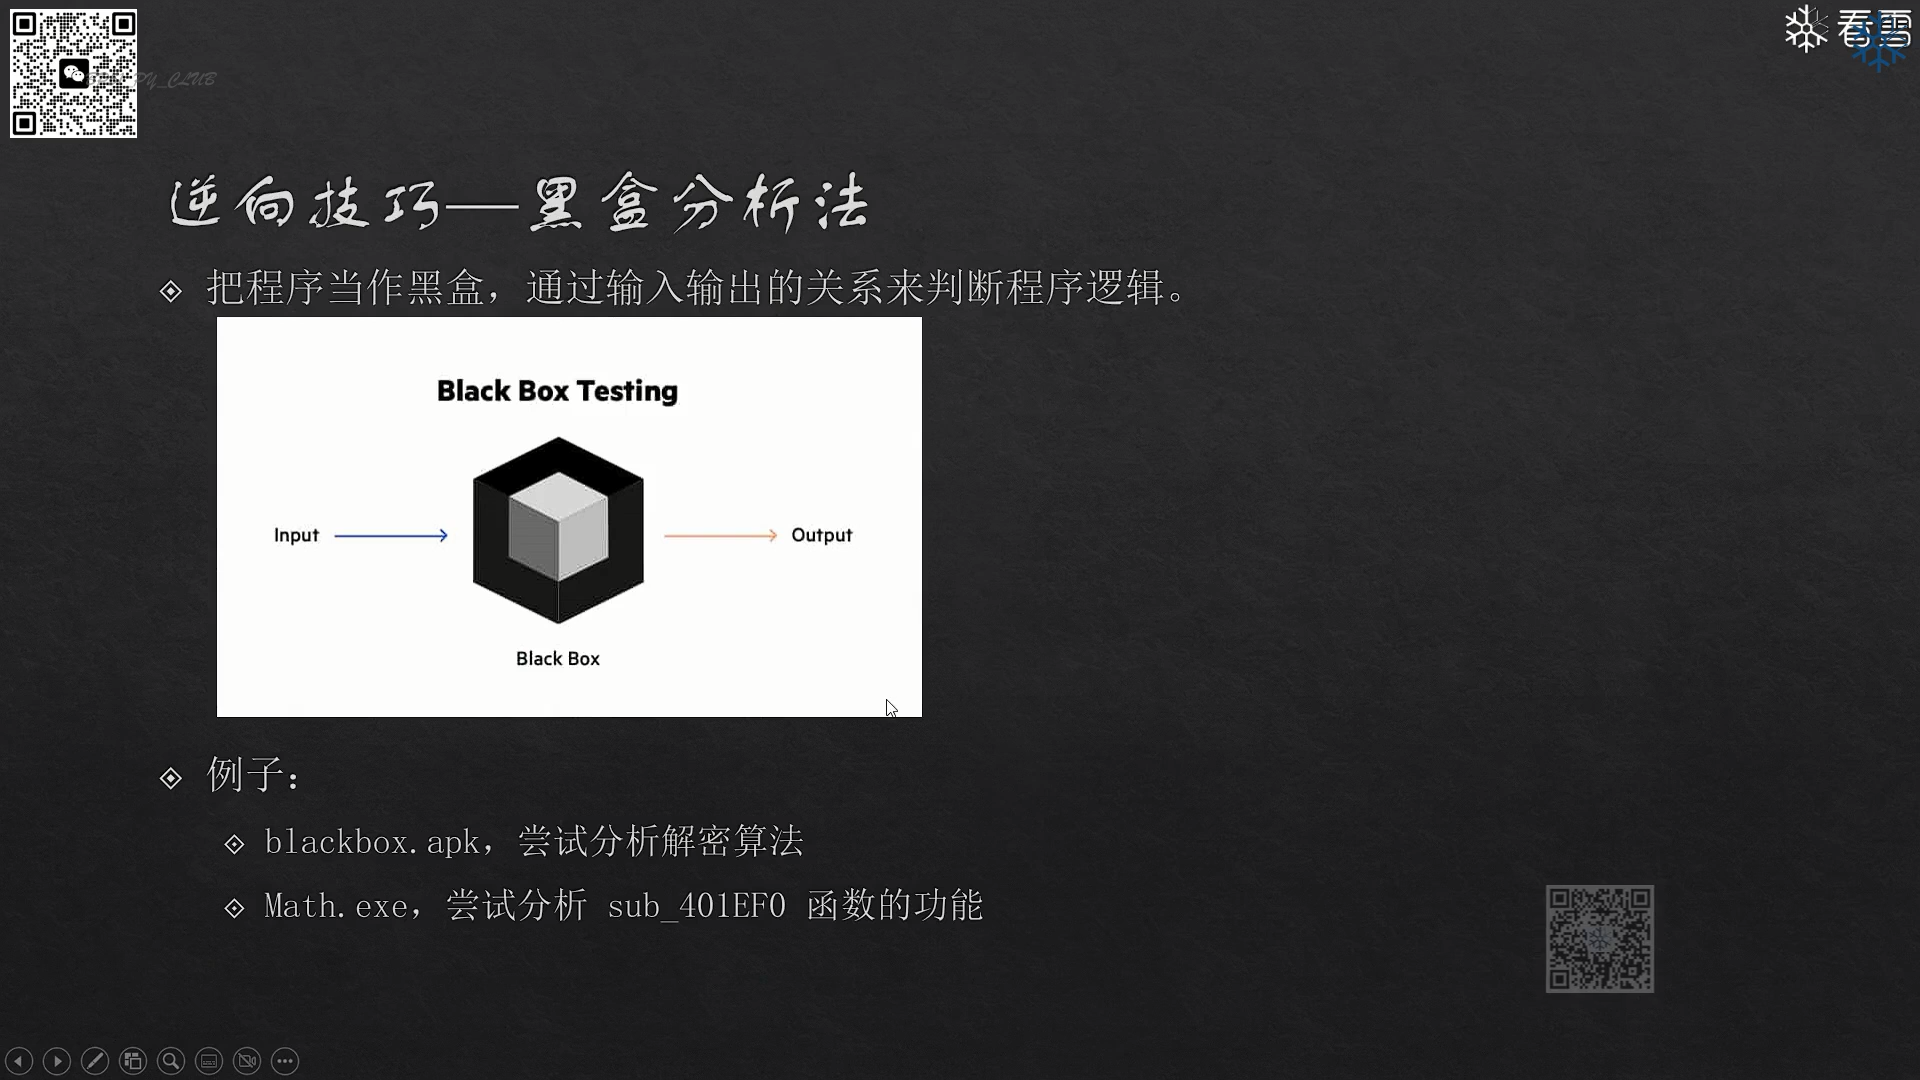 看雪
PY_CLUB
逆向技巧—黑盒分析法
把程序当作黑盒，通过输入输出的关系来判断程序逻辑。
Black Box Testing
Input
Output
Black Box
例子：
blackbox.apk，尝试分析解密算法
Math.exe，尝试分析 sub_401EF0 函数的功能